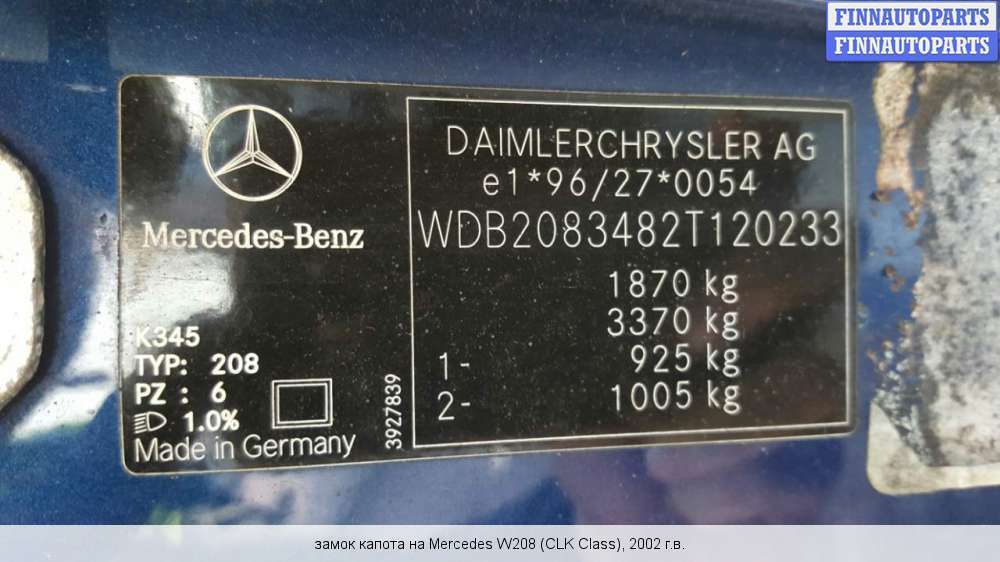 FINNAUTOPARTS
FINNAUTOPARTS
Mercedes-Benz
K345
TYP: 208
PZ : 6
1.0%
Made in Germany
3927839
DAIMLERCHRYSLER AG
e1*96/27*0054
WDB2083482T120233
1870 kg
3370 kg
1- 925 kg
2- 1005 kg
замок капота на Mercedes W208 (CLK Class), 2002 г.в.